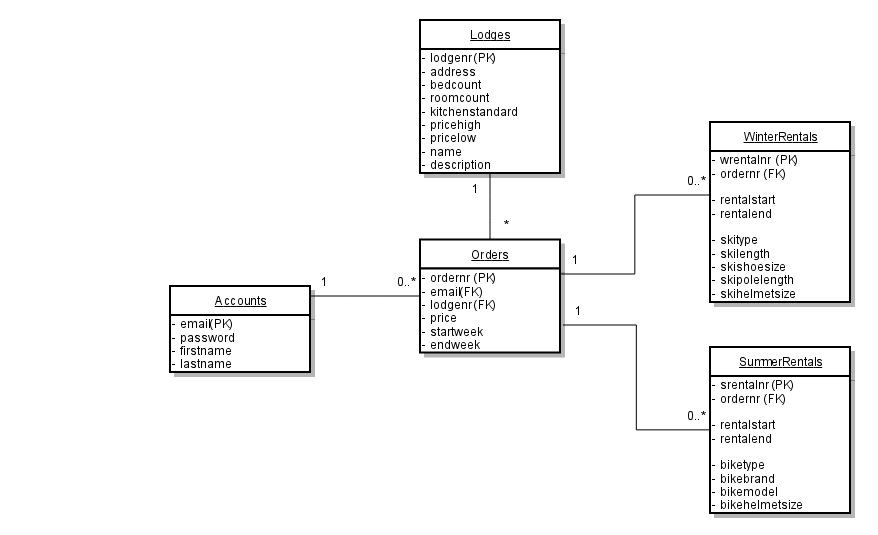 Lodges
- lodgenr(PK)
- address
- bedcount
- roomcount
- kitchenstandard
- pricehigh
- pricelow
- name
- description
1
*
WinterRentals
- wrentalnr (PK)
- ordernr (FK)
- rentalstart
- rentalend
- skitype
- skilength
- skishoesize
- skipolelength
- skihelmetsize
0..*
1
Orders
- ordernr (PK)
- email(FK)
- lodgenr(FK)
- price
- startweek
- endweek
1
0..*
Accounts
- email(PK)
- password
- firstname
- lastname
1
0..*
SummerRentals
- srentalnr(PK)
- ordernr (FK)
- rentalstart
- rentalend
- biketype
- bikebrand
- bikemodel
- bikehelmetsize